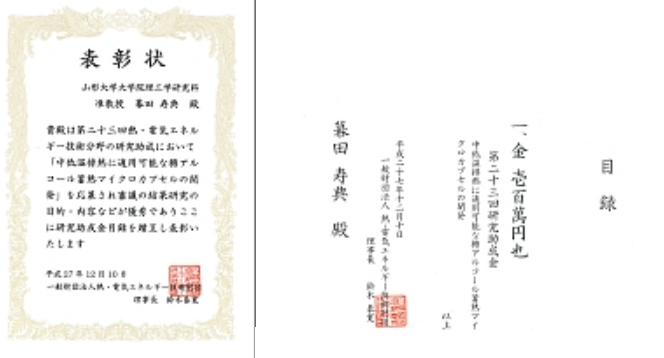 表彰状
山形大学大学院理工学研究科
准教授 幕田 寿典 殿
貴殿は第二十三回熱・電気エネル
ギー技術分野の研究助成において
「中低温排熱に適用可能な糖アル
コール蓄熱マイクロカプセルの開
発」を応募され審議の結果研究の
目的・内容などが優秀でありここ
に研究助成金目録を贈呈し表彰い
たします
平成27年12月10日
一般財団法人熱・電気エネルギー技術財団
理事長 鈴木
目録
一、金 壱百萬円也
第二十三回研究助成金
中低温排熱に適用可能な糖アルコール蓄熱マイ
クロカプセルの開発
以上
平成二十七年十二月十日
一般財団法人 熱・電気エネルギー技術財団
理事長 鈴木
幕田 寿典 殿